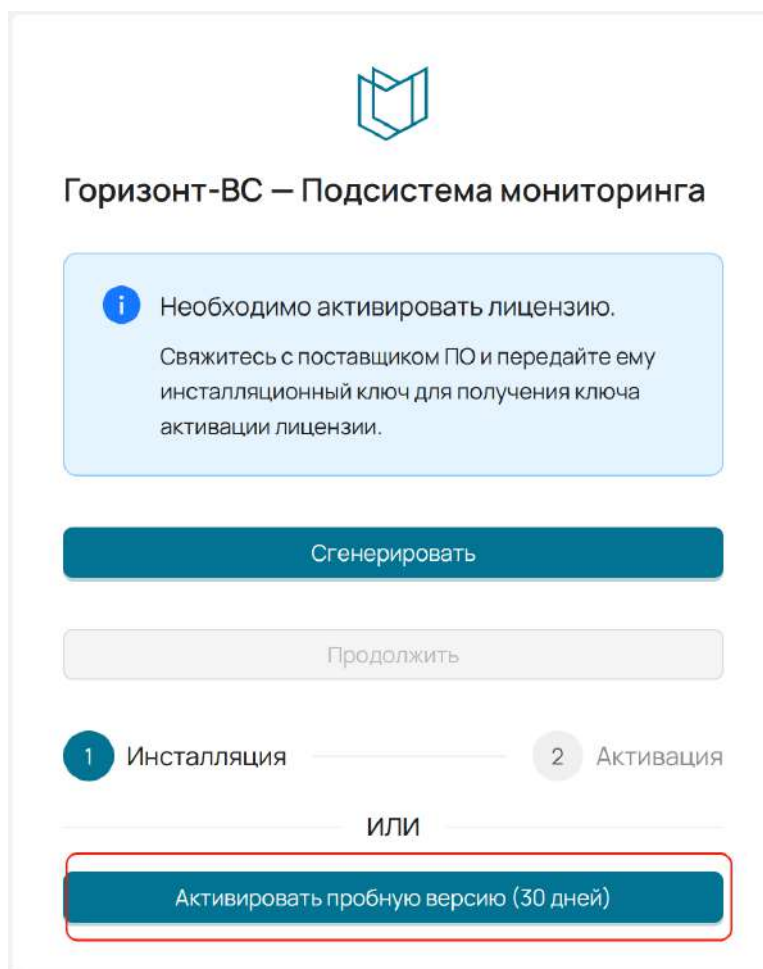 Горизонт-ВС — Подсистема мониторинга
Необходимо активировать лицензию.
Свяжитесь с поставщиком ПО и передайте ему
инсталляционный ключ для получения ключа
активации лицензии.
Сгенерировать
Продолжить
1 Инсталляция 2 Активация
ИЛИ
Активировать пробную версию (30 дней)